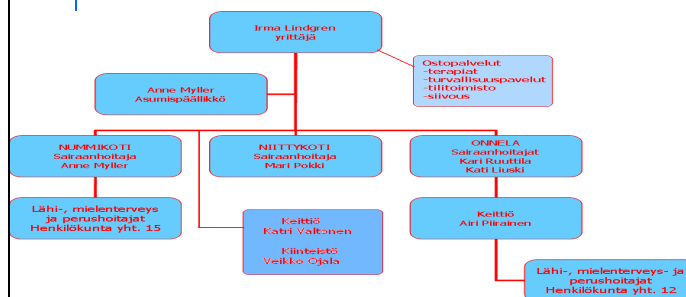 Irma Lindgren
yrittäjä
Ostopalvelut
-terapiat
-turvallisuuspavelut
-tilitoimisto
-siivous
Anne Myller
Asumispäällikkö
NUMMIKOTI
Sairaanhoitaja
Anne Myller
NIITTYKOTI
Sairaanhoitaja
Mari Pokki
ONNELA
Sairaanhoitajat
Kari Ruuttila
Kati Liuski
Lähi-, mielenterveys
ja perushoitajat
Henkilökunta yht. 15
Keittiö
Katri Valtonen
Kiinteistö
Veikko Ojala
Keittiö
Airi Piirainen
Lähi-, mielenterveys- ja
perushoitajat
Henkilökunta yht. 12